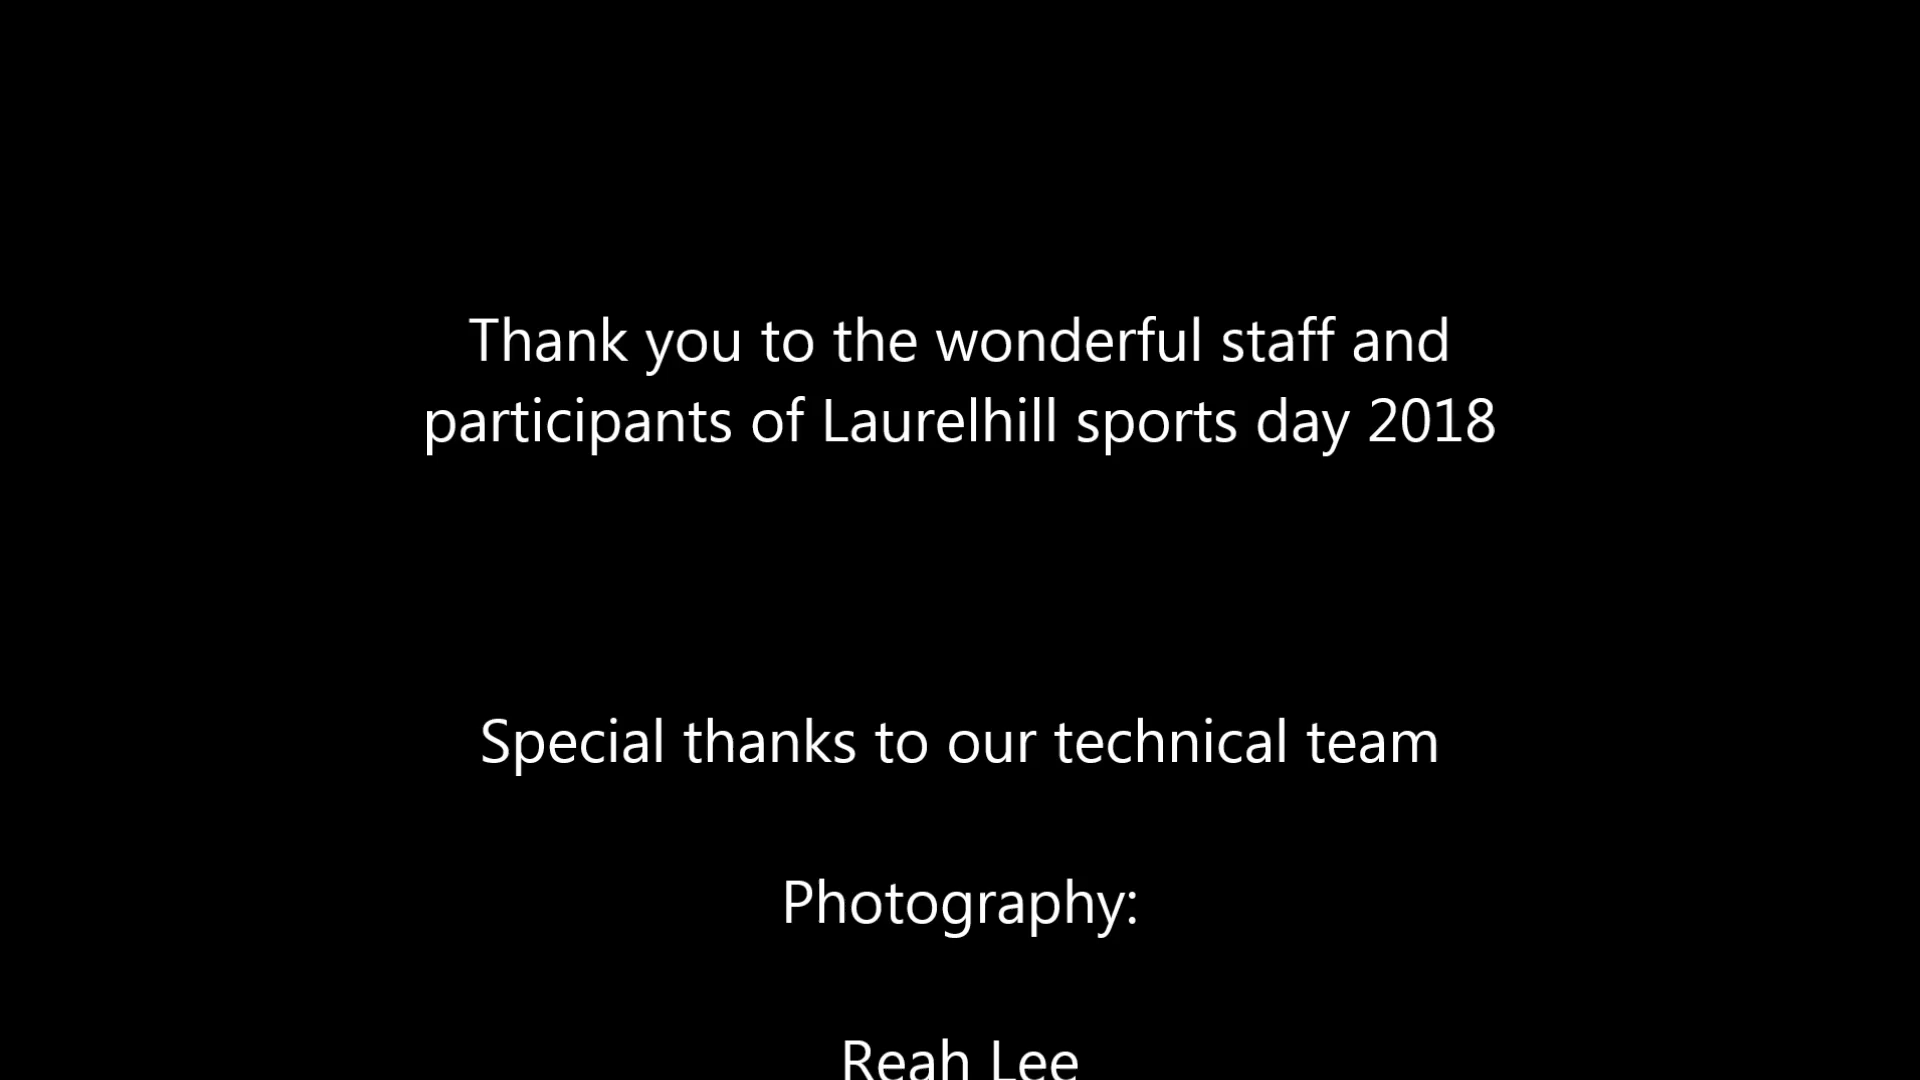 Thank you to the wonderful staff and
participants of Laurelhill sports day 2018
Special thanks to our technical team
Photography:
Reah Lee